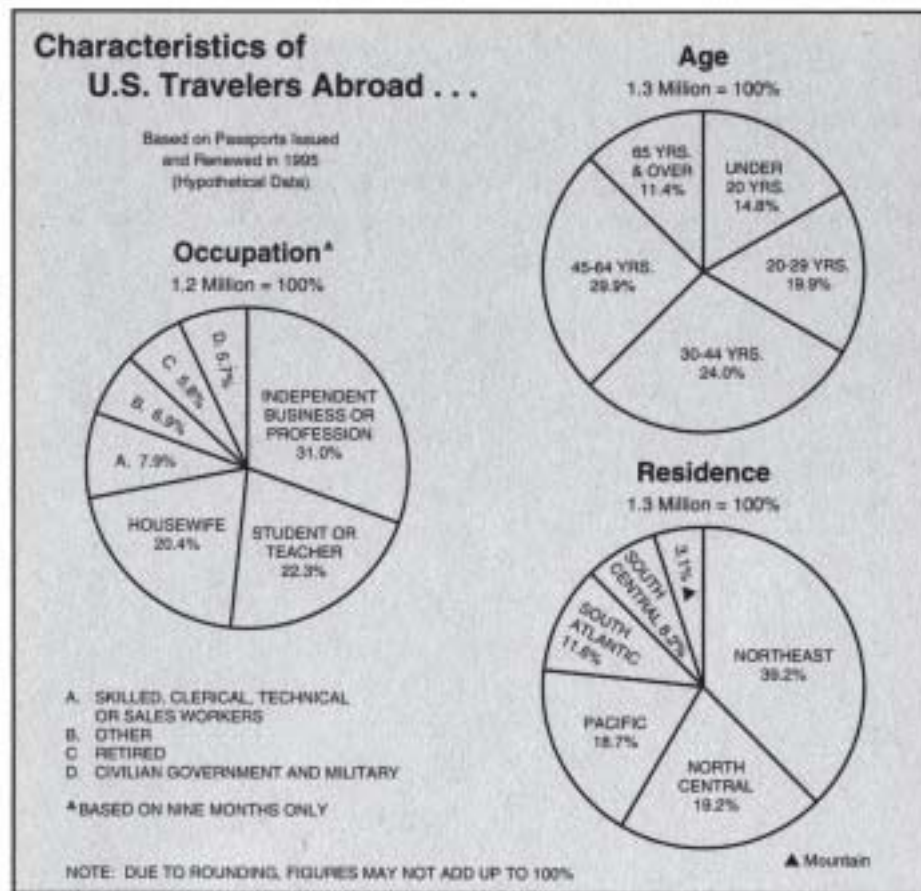 Characteristics of
U.S. Travelers Abroad . . .
Based on Passports Issued
and Renewed in 1995
(Hypothetical Data)
Occupation▲
1.2 Million = 100%
D. 5.7%
C 5.8%
B. 6.9%
A. 7.9%
INDEPENDENT
BUSINESS OR
PROFESSION
31.0%
HOUSEWIFE
20.4%
STUDENT OR
TEACHER
22.3%
A. SKILLED, CLERICAL, TECHNICAL
OR SALES WORKERS
B. OTHER
C RETIRED
D. CIVILIAN GOVERNMENT AND MILITARY
▲ BASED ON NINE MONTHS ONLY
NOTE: DUE TO ROUNDING, FIGURES MAY NOT ADD UP TO 100%
Age
1.3 Million = 100%
65 YRS.
& OVER
11.4%
UNDER
20 YRS.
14.8%
45-64 YRS.
29.9%
20-29 YRS.
19.9%
30-44 YRS.
24.0%
Residence
1.3 Million = 100%
3.1% ▲
SOUTH
CENTRAL 8.2%
SOUTH
ATLANTIC
11.6%
NORTHEAST
39.2%
PACIFIC
18.7%
NORTH
CENTRAL
19.2%
▲ Mountain